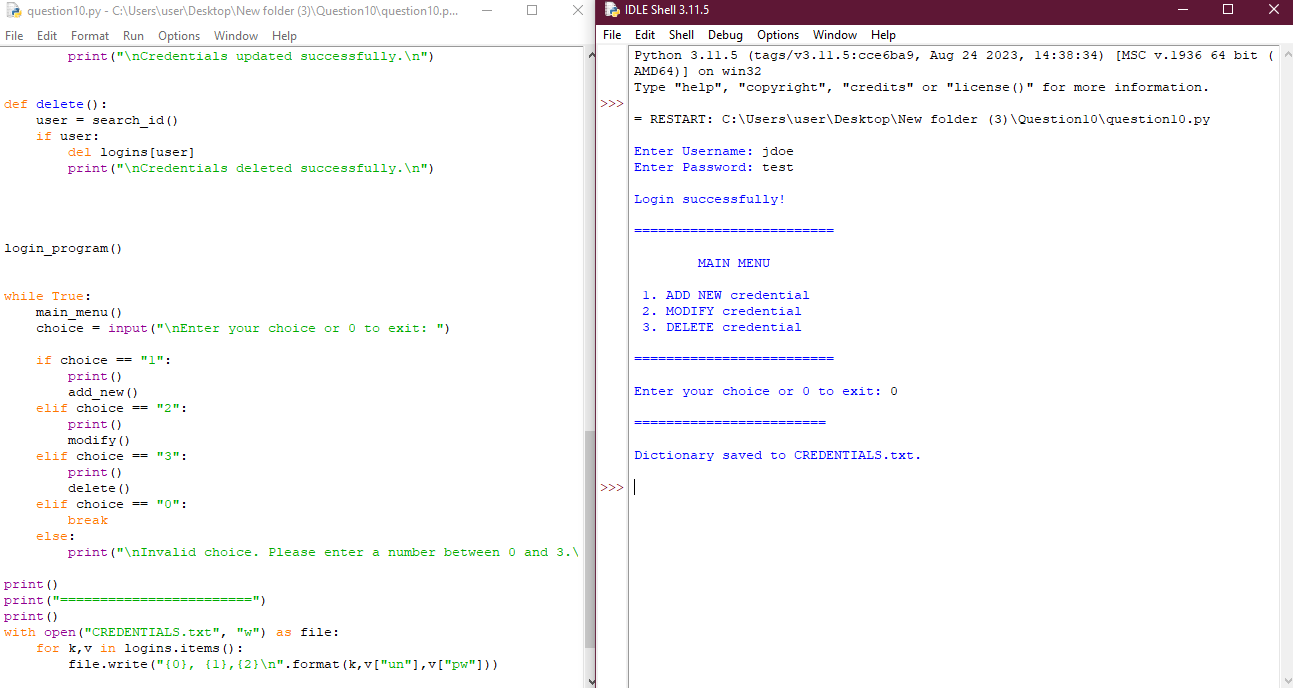 question10.py - C:\Users\user\Desktop\New folder (3)\Question10\question10.p...
File Edit Format Run Options Window Help
print("\nCredentials updated successfully.\n")
def delete():
user = search_id()
if user:
del logins[user]
print("\nCredentials deleted successfully.\n")
login_program()
while True:
main_menu()
choice = input("\nEnter your choice or 0 to exit: ")
if choice == "1":
print()
add_new()
elif choice == "2":
print()
modify()
elif choice == "3":
print()
delete()
elif choice == "0":
break
else:
print("\nInvalid choice. Please enter a number between 0 and 3.\
print()
print("========================")
print()
with open("CREDENTIALS.txt", "w") as file:
for k,v in logins.items():
file.write("{0}, {1},{2}\n".format(k,v["un"],v["pw"]))
IDLE Shell 3.11.5
File Edit Shell Debug Options Window Help
Python 3.11.5 (tags/v3.11.5:cce6ba9, Aug 24 2023, 14:38:34) [MSC v.1936 64 bit (
AMD64)] on win32
Type "help", "copyright", "credits" or "license()" for more information.
>>>
= RESTART: C:\Users\user\Desktop\New folder (3)\Question10\question10.py
Enter Username: jdoe
Enter Password: test
Login successfully!
=========================
MAIN MENU
1. ADD NEW credential
2. MODIFY credential
3. DELETE credential
=========================
Enter your choice or 0 to exit: 0
========================
Dictionary saved to CREDENTIALS.txt.
>>>